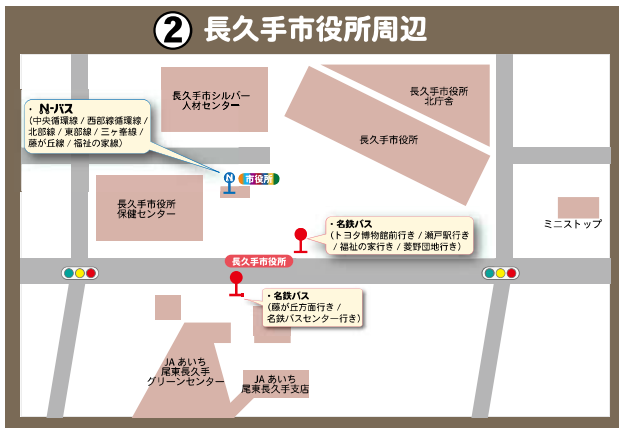 ② 長久手市役所周辺
・ N-バス
(中央循環線 / 西部線循環線 /
北部線 / 東部線 / 三ヶ峯線 /
藤が丘線 / 福祉の家線)
長久手市シルバー
人材センター
長久手市役所
北庁舎
長久手市役所
N 市役所
長久手市役所
保健センター
ミニストップ
・名鉄バス
(トヨタ博物館前行き / 瀬戸駅行き
/ 福祉の家行き / 菱野団地行き)
長久手市役所
・名鉄バス
(藤が丘方面行き /
名鉄バスセンター行き)
JA あいち
尾東長久手
グリーンセンター
JA あいち
尾東長久手支店